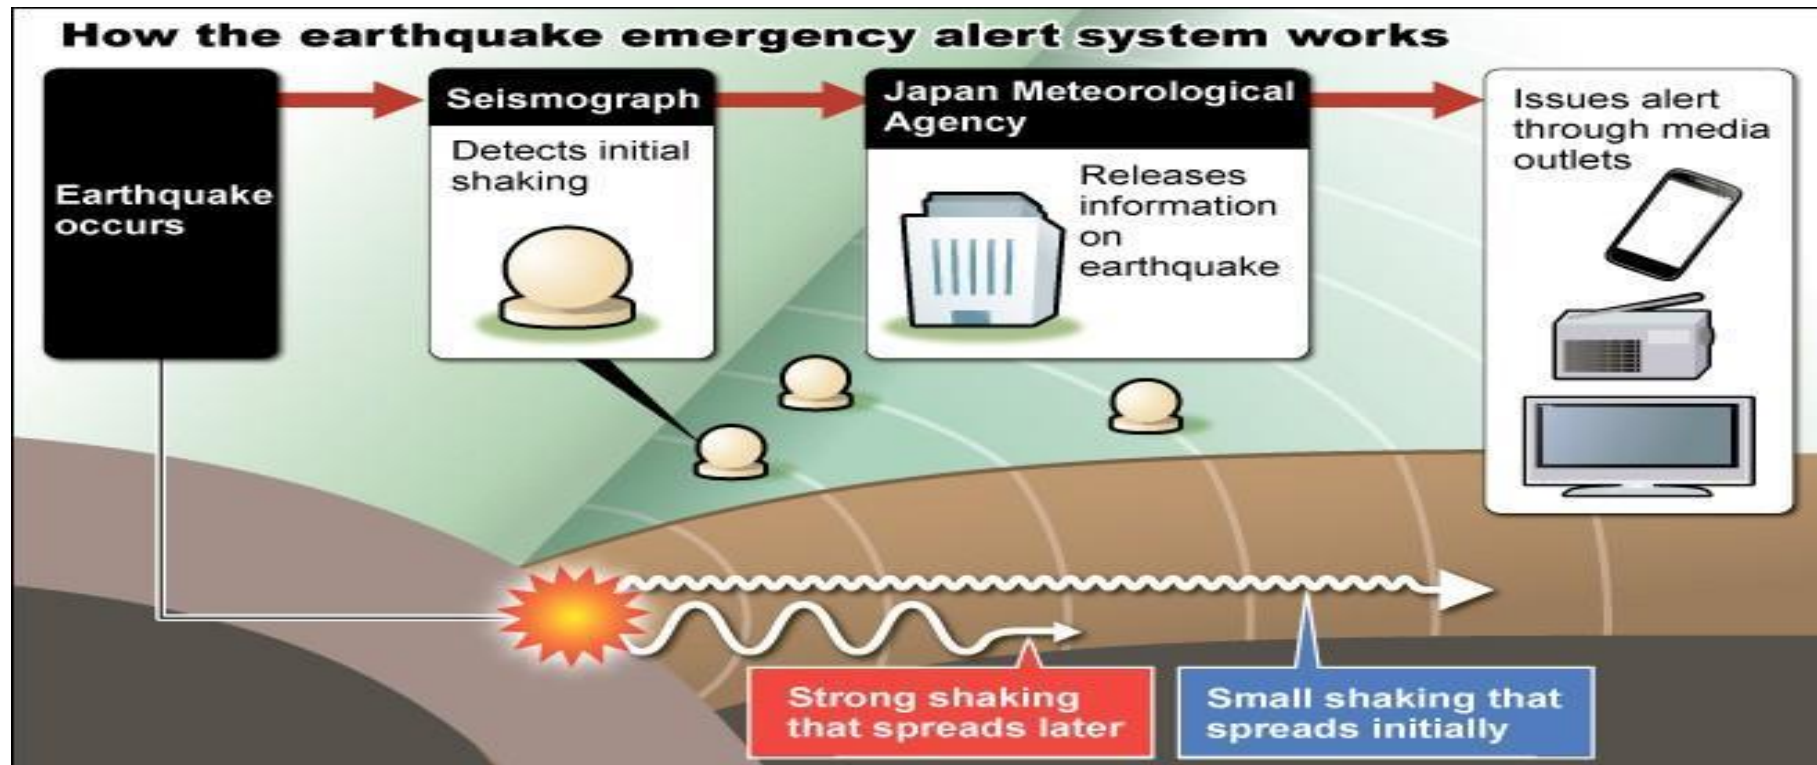 How the earthquake emergency alert system works
Earthquake
occurs
Seismograph
Detects initial
shaking
Japan Meteorological
Agency
Releases
information
on
earthquake
Issues alert
through media
outlets
Strong shaking
that spreads later
Small shaking that
spreads initially